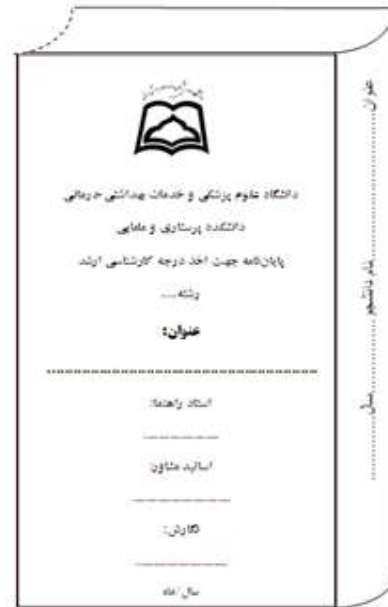 دانشگاه علوم پزشکی و خدمات بهداشتی درمانی
دانشکده پرستاری و مامایی
پایان‌نامه جهت اخذ درجه کارشناسی ارشد
رشته.....
عنوان:
استاد راهنما:
اساتید مشاور:
نگارش:
سال /ماه
عنوان....................نام دانشجو....................سال....................